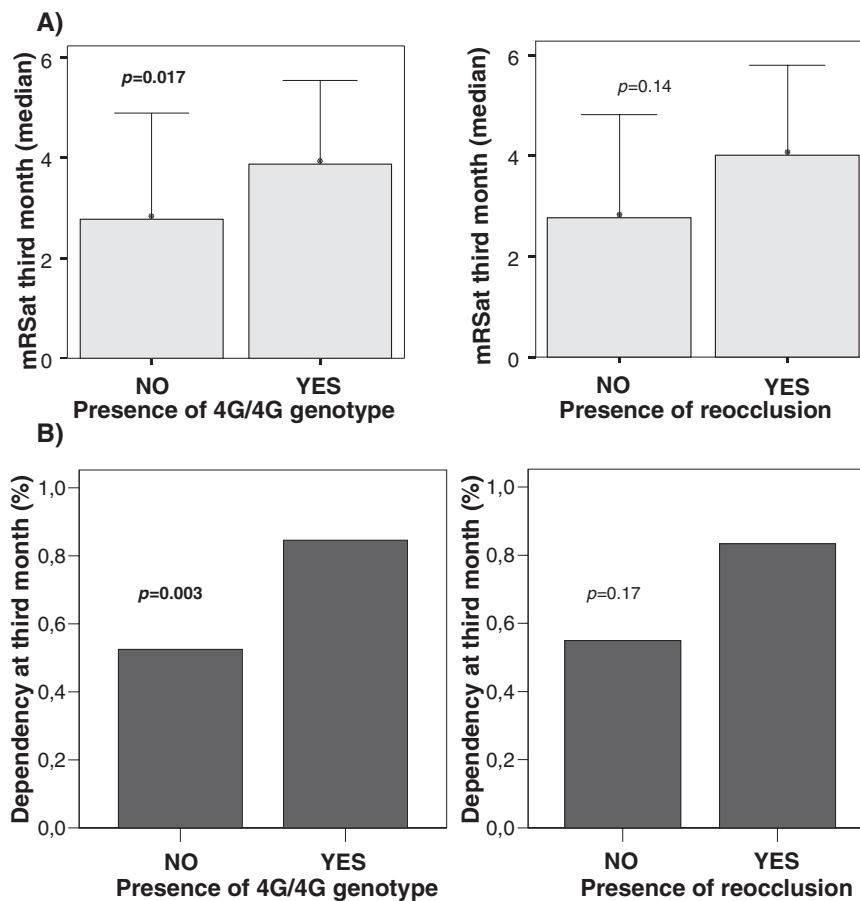 A)
mRSat third month (median)
6
4
2
0
p=0.017
NO
YES
Presence of 4G/4G genotype
mRSat third month (median)
6
4
2
0
p=0.14
NO
YES
Presence of reocclusion
B)
Dependency at third month (%)
1,0
0,8
0,6
0,4
0,2
0,0
p=0.003
NO
YES
Presence of 4G/4G genotype
Dependency at third month (%)
1,0
0,8
0,6
0,4
0,2
0,0
p=0.17
NO
YES
Presence of reocclusion